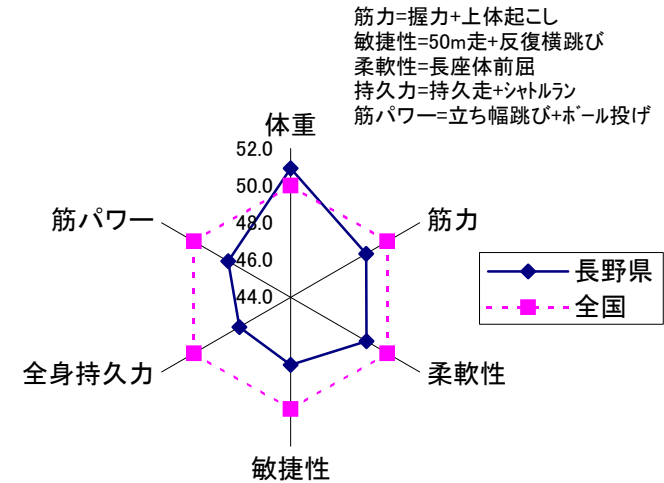 筋力=握力+上体起こし
敏捷性=50m走+反復横跳び
柔軟性=長座体前屈
持久力=持久走+ｼｬﾄﾙﾗﾝ
筋パワー=立ち幅跳び+ﾎﾞｰﾙ投げ
体重
52.0
50.0
48.0
46.0
44.0
筋パワー
筋力
長野県
全国
全身持久力
柔軟性
敏捷性